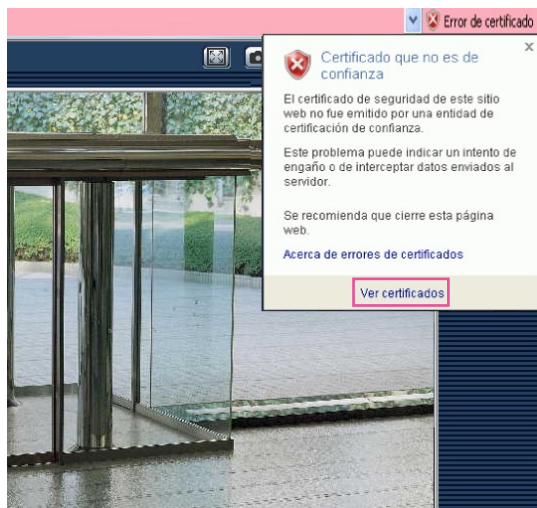 Error de certificado
Certificado que no es de
confianza
El certificado de seguridad de este sitio
web no fue emitido por una entidad de
certificación de confianza.
Este problema puede indicar un intento de
engaño o de interceptar datos enviados al
servidor.
Se recomienda que cierre esta página
web.
Acerca de errores de certificados
Ver certificados